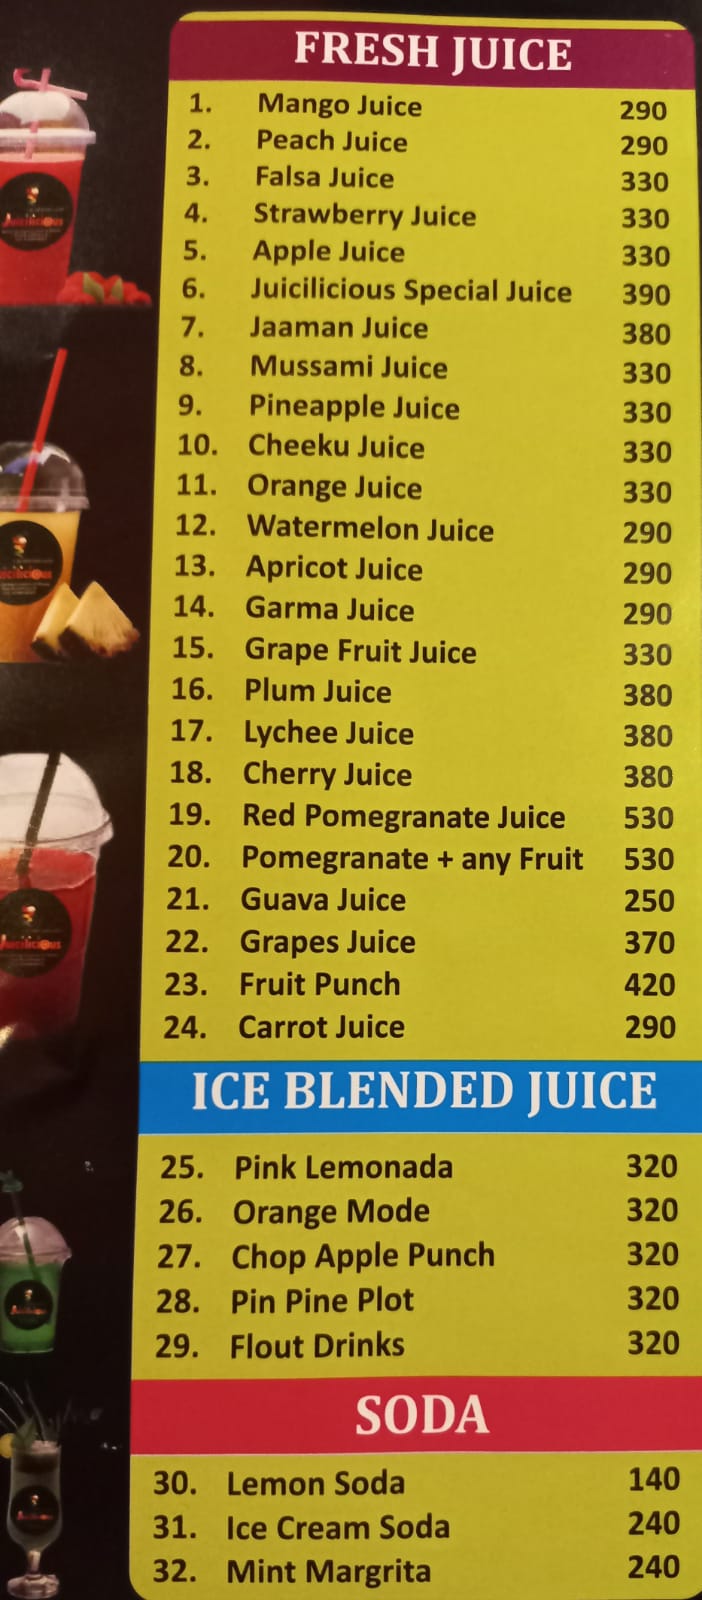 FRESH JUICE
1. Mango Juice 290
2. Peach Juice 290
3. Falsa Juice 330
4. Strawberry Juice 330
5. Apple Juice 330
6. Juicilicious Special Juice 390
7. Jaaman Juice 380
8. Mussami Juice 330
9. Pineapple Juice 330
10. Cheeku Juice 330
11. Orange Juice 330
12. Watermelon Juice 290
13. Apricot Juice 290
14. Garma Juice 290
15. Grape Fruit Juice 330
16. Plum Juice 380
17. Lychee Juice 380
18. Cherry Juice 380
19. Red Pomegranate Juice 530
20. Pomegranate + any Fruit 530
21. Guava Juice 250
22. Grapes Juice 370
23. Fruit Punch 420
24. Carrot Juice 290
ICE BLENDED JUICE
25. Pink Lemonada 320
26. Orange Mode 320
27. Chop Apple Punch 320
28. Pin Pine Plot 320
29. Flout Drinks 320
SODA
30. Lemon Soda 140
31. Ice Cream Soda 240
32. Mint Margrita 240